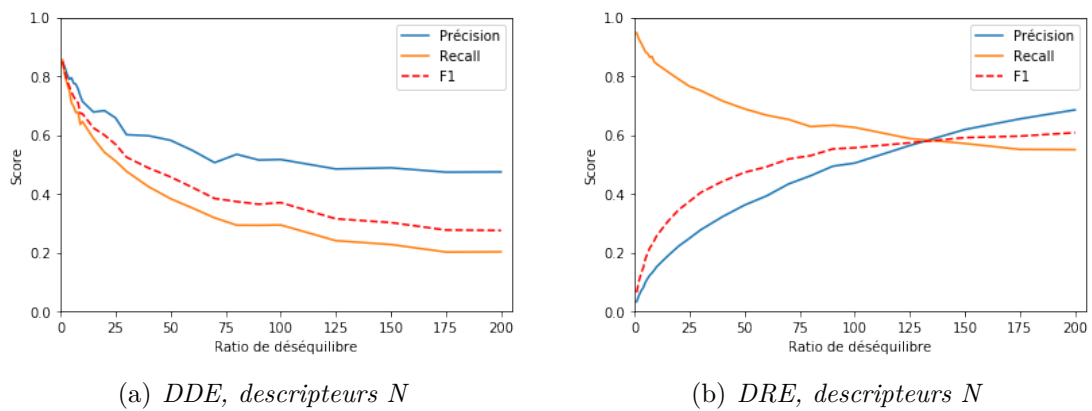 1.0
0.8
0.6
0.4
0.2
0.0
Score
Précision
Recall
F1
0 25 50 75 100 125 150 175 200
Ratio de déséquilibre
(a) DDE, descripteurs N
1.0
0.8
0.6
0.4
0.2
0.0
Score
Précision
Recall
F1
0 25 50 75 100 125 150 175 200
Ratio de déséquilibre
(b) DRE, descripteurs N